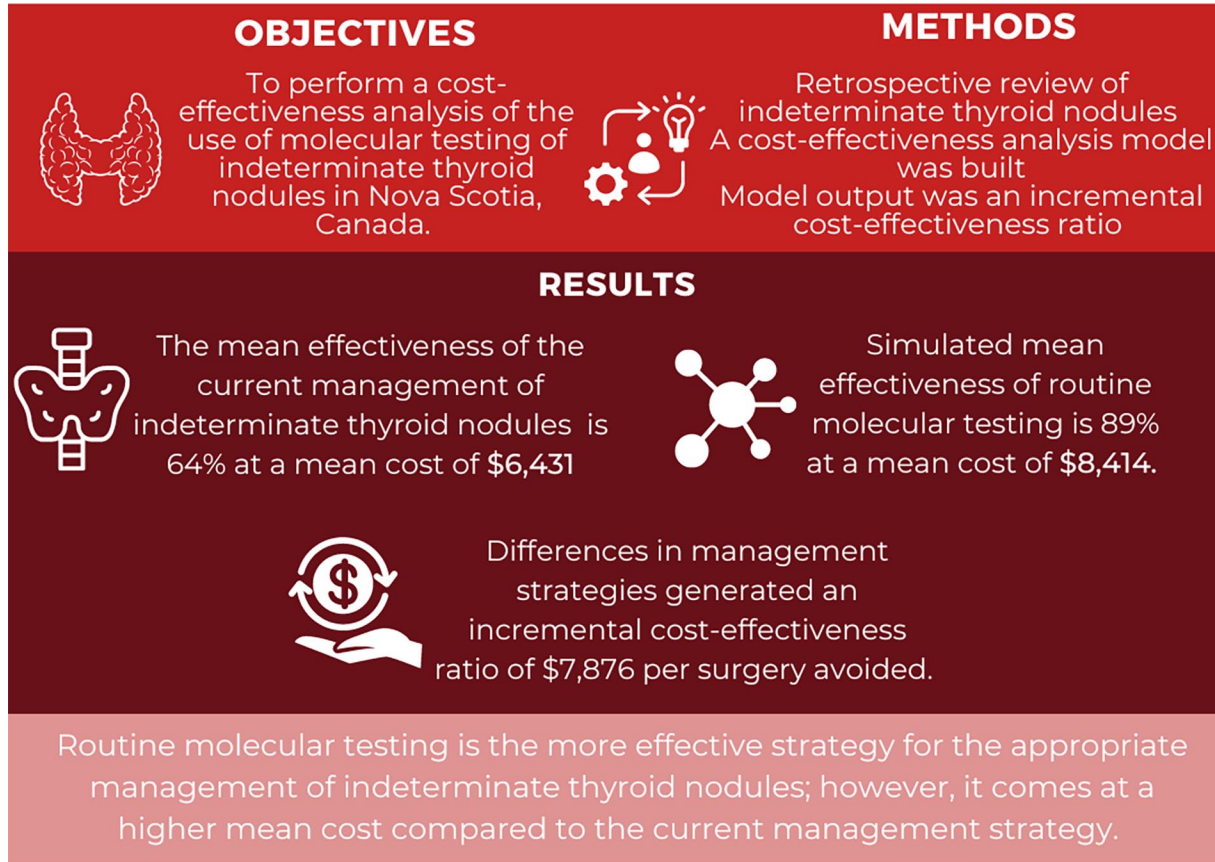 OBJECTIVES
To perform a cost-
effectiveness analysis of the
use of molecular testing of
indeterminate thyroid
nodules in Nova Scotia,
Canada.
METHODS
Retrospective review of
indeterminate thyroid nodules
A cost-effectiveness analysis model
was built
Model output was an incremental
cost-effectiveness ratio
RESULTS
The mean effectiveness of the
current management of
indeterminate thyroid nodules is
64% at a mean cost of $6,431
Simulated mean
effectiveness of routine
molecular testing is 89%
at a mean cost of $8,414.
$
Differences in management
strategies generated an
incremental cost-effectiveness
ratio of $7,876 per surgery avoided.
Routine molecular testing is the more effective strategy for the appropriate
management of indeterminate thyroid nodules; however, it comes at a
higher mean cost compared to the current management strategy.